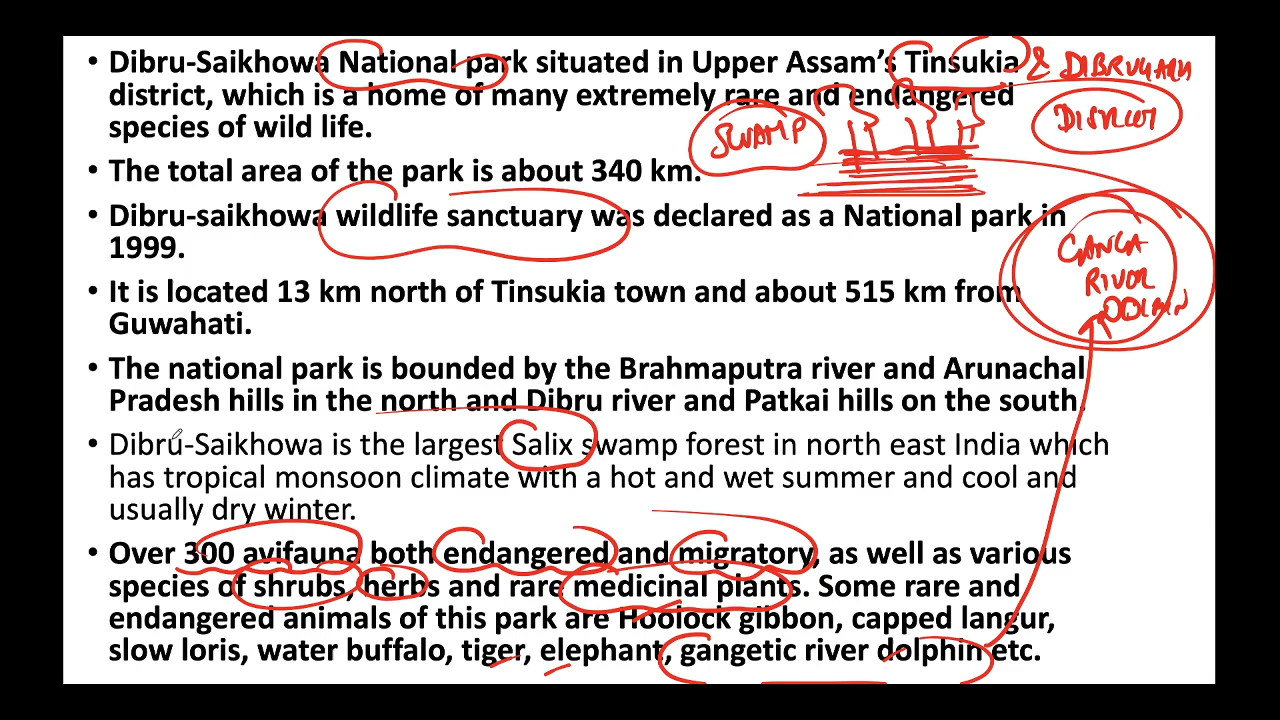 • Dibru-Saikhowa National park situated in Upper Assam's Tinsukia & DIBRUGARH
district, which is a home of many extremely rare and endangered
DISTRICT
species of wild life.
SWAMP
• The total area of the park is about 340 km.
• Dibru-saikhowa wildlife sanctuary was declared as a National park in
1999.
GANGA
RIVOR
• It is located 13 km north of Tinsukia town and about 515 km from
Guwahati.
• The national park is bounded by the Brahmaputra river and Arunachal
Pradesh hills in the north and Dibru river and Patkai hills on the south.
• Dibru-Saikhowa is the largest Salix swamp forest in north east India which
has tropical monsoon climate with a hot and wet summer and cool and
usually dry winter.
• Over 300 avifauna both endangered and migratory, as well as various
species of shrubs, herbs and rare medicinal plants. Some rare and
endangered animals of this park are Hoolock gibbon, capped langur,
slow loris, water buffalo, tiger, elephant, gangetic river dolphin etc.